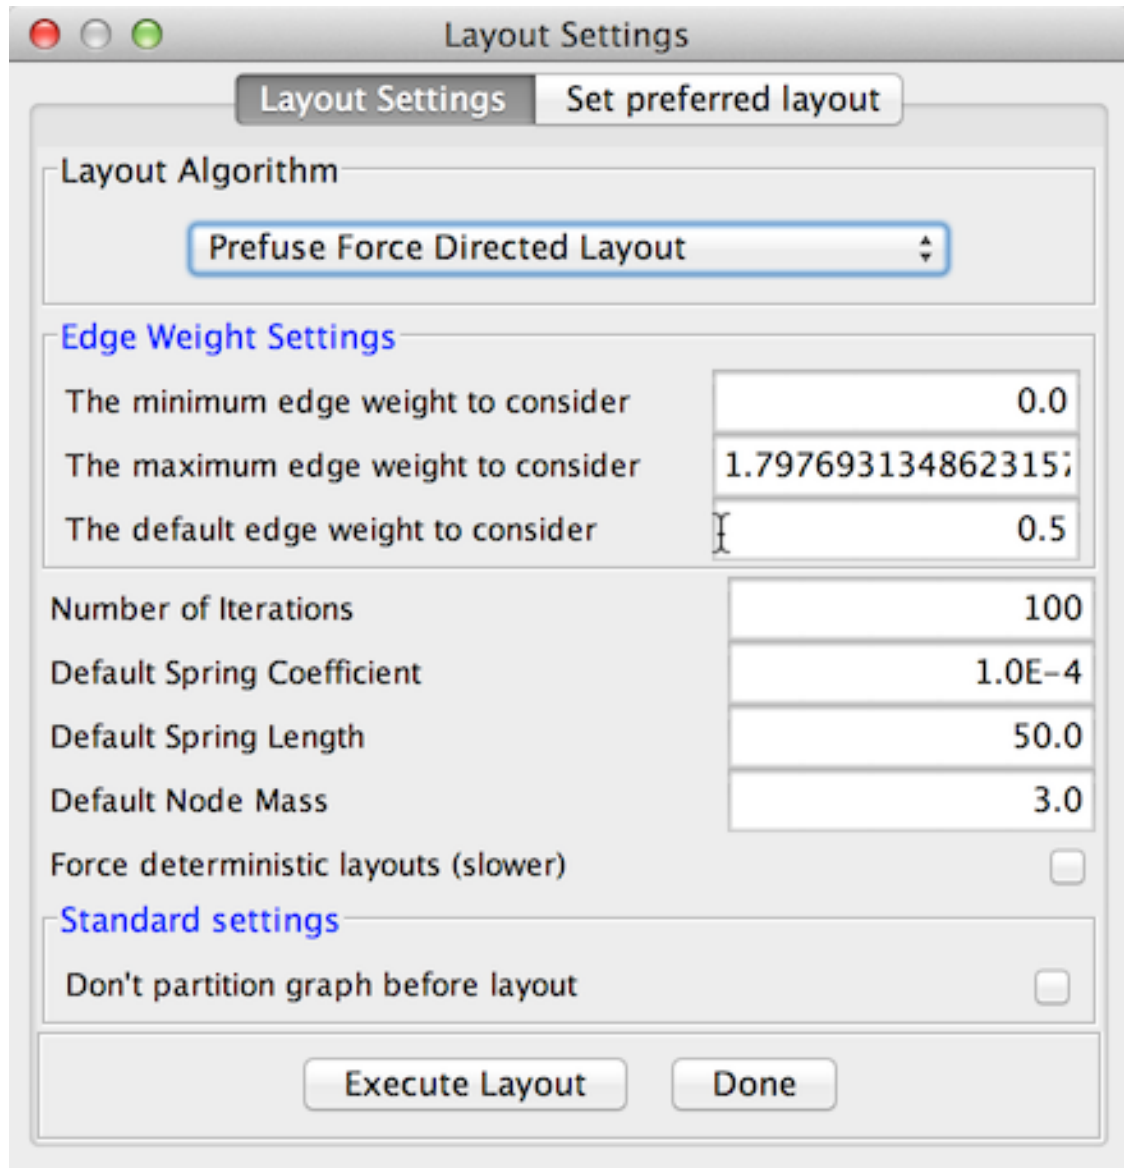 Layout Settings
Layout Settings Set preferred layout
Layout Algorithm
Prefuse Force Directed Layout
Edge Weight Settings
The minimum edge weight to consider 0.0
The maximum edge weight to consider 1.7976931348623157
The default edge weight to consider 0.5
Number of Iterations 100
Default Spring Coefficient 1.0E-4
Default Spring Length 50.0
Default Node Mass 3.0
Force deterministic layouts (slower)
Standard settings
Don't partition graph before layout
Execute Layout Done